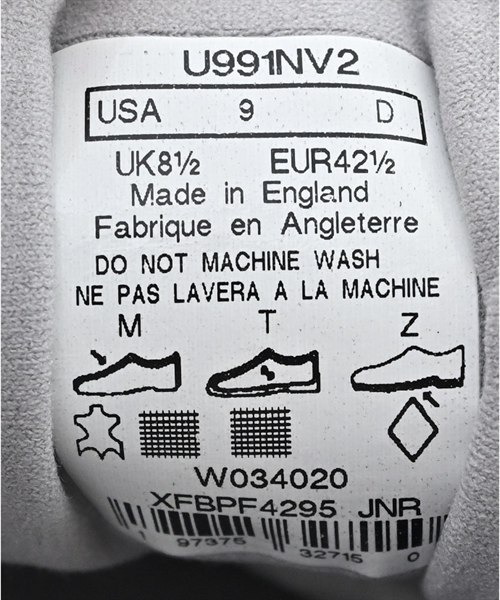 U991NV2
USA 9 D
UK8½ EUR42½
Made in England
Fabrique en Angleterre
DO NOT MACHINE WASH
NE PAS LAVERA A LA MACHINE
M T Z
W034020
XFBPF4295 JNR
1 97375 32715 0